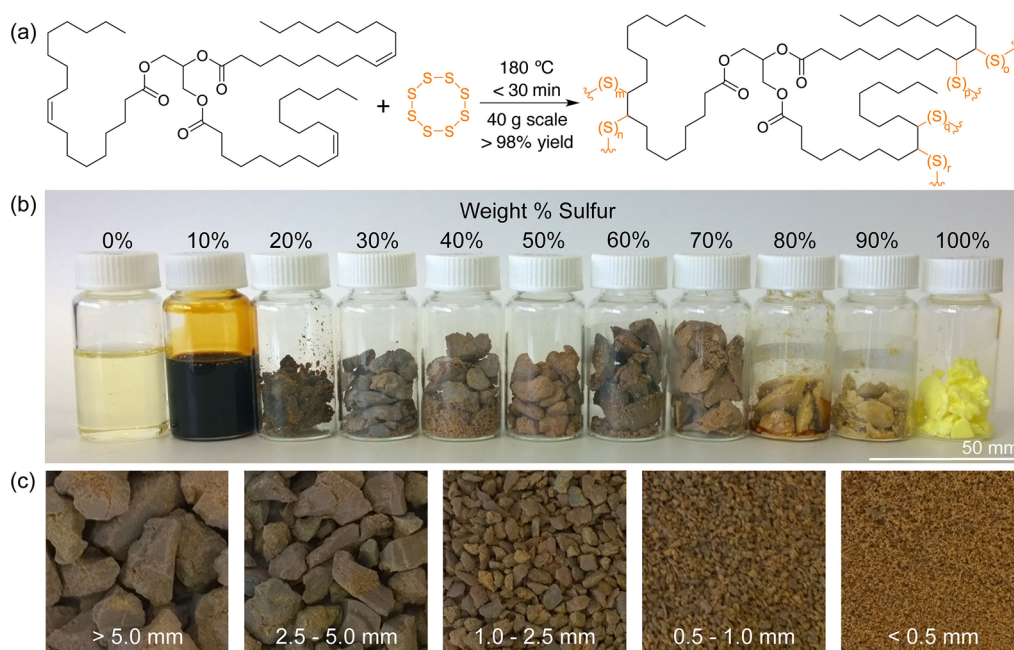 (a)
O
O
O
O
O
O
+
S
S
S
S
S
S
S
S
180 ºC
< 30 min
40 g scale
> 98% yield
O
O
O
O
O
O
(S)m
(S)n
(S)o
(S)p
(S)q
(S)r
(b)
Weight % Sulfur
0% 10% 20% 30% 40% 50% 60% 70% 80% 90% 100%
50 mm
(c)
> 5.0 mm 2.5 - 5.0 mm 1.0 - 2.5 mm 0.5 - 1.0 mm < 0.5 mm